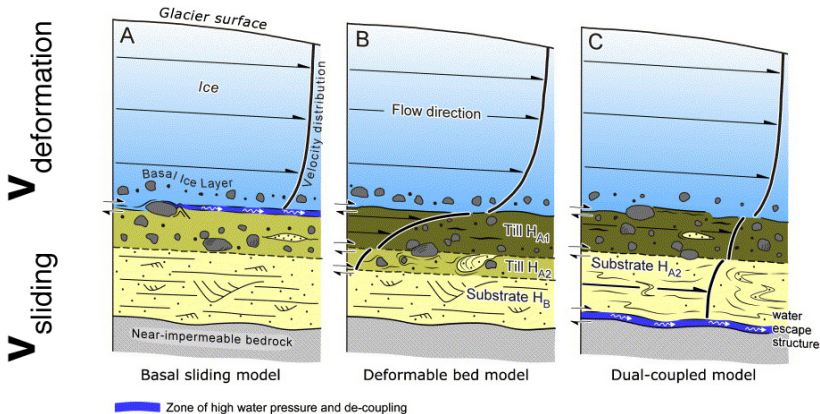 V deformation
V sliding
Glacier surface
A
Ice
Velocity distribution
Basal Ice Layer
Near-impermeable bedrock
Basal sliding model
B
Flow direction
Till HA1
Till HA2
Substrate HB
Deformable bed model
C
Substrate HA2
water
escape
structure
Dual-coupled model
Zone of high water pressure and de-coupling